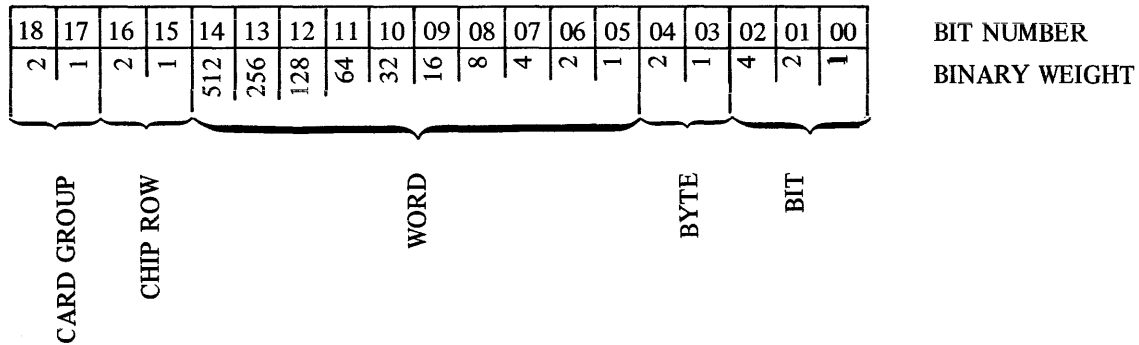 18 17 16 15 14 13 12 11 10 09 08 07 06 05 04 03 02 01 00 BIT NUMBER
2 1 2 1 512 256 128 64 32 16 8 4 2 1 2 1 4 2 1 BINARY WEIGHT
CARD GROUP
CHIP ROW
WORD
BYTE
BIT